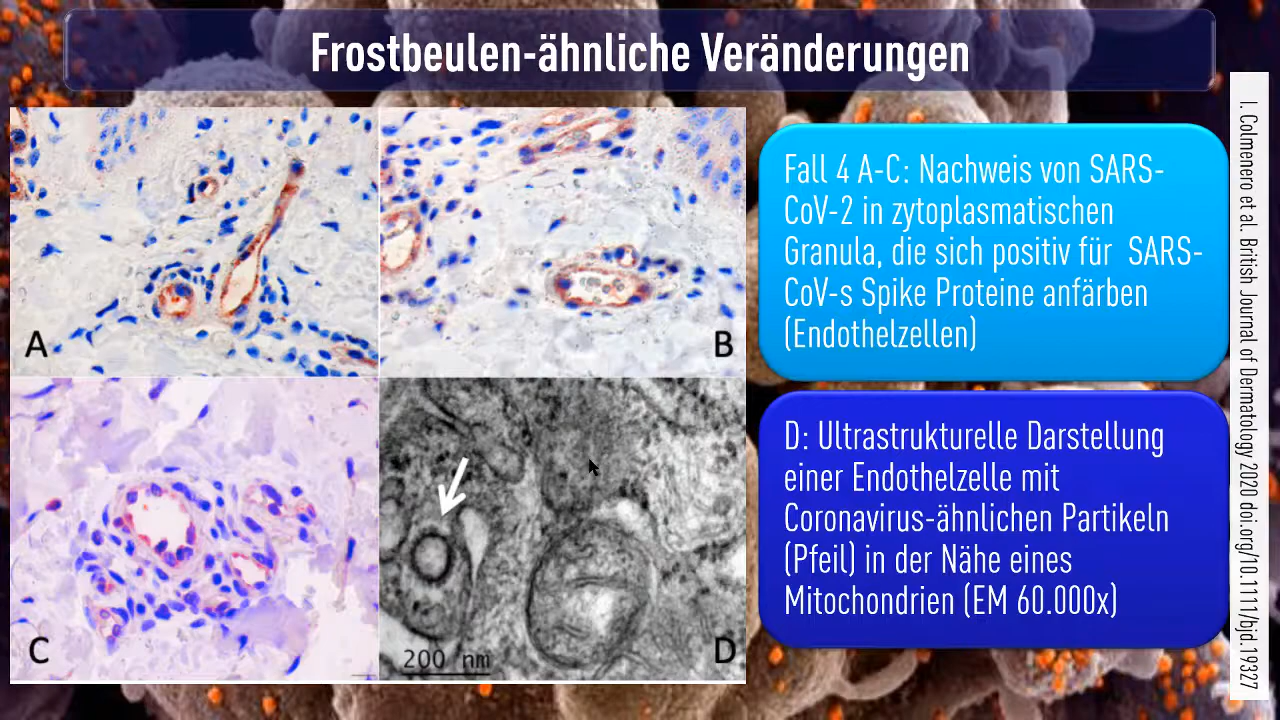 Frostbeulen-ähnliche Veränderungen
A
B
C
D
200 nm
Fall 4 A-C: Nachweis von SARS-
CoV-2 in zytoplasmatischen
Granula, die sich positiv für SARS-
CoV-s Spike Proteine anfärben
(Endothelzellen)
D: Ultrastrukturelle Darstellung
einer Endothelzelle mit
Coronavirus-ähnlichen Partikeln
(Pfeil) in der Nähe eines
Mitochondrien (EM 60.000x)
I. Colmenero et al. British Journal of Dermatology 2020 doi.org/10.1111/bjd.19327